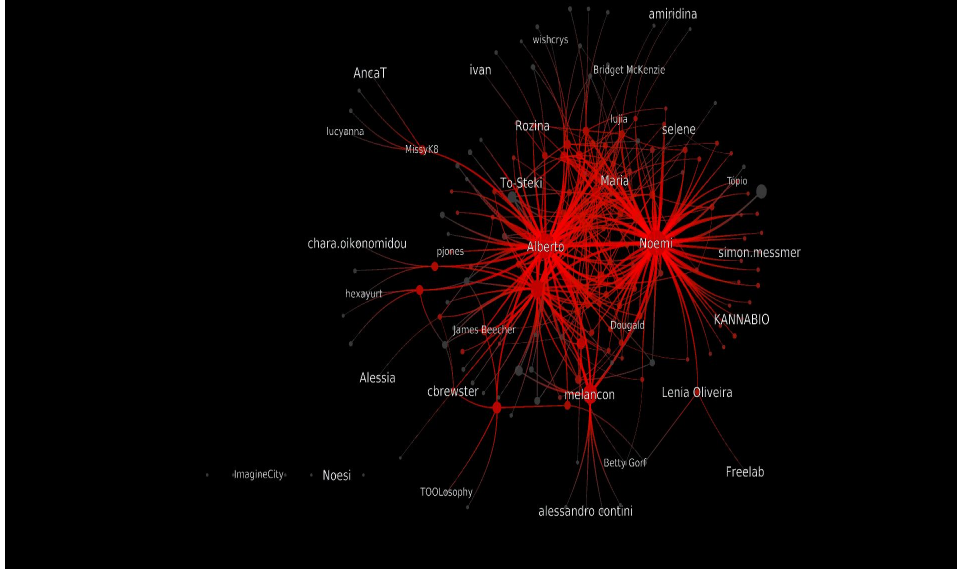 amiridina
wishcrys
ivan
Bridget McKenzie
AncaT
lucyanna
Rozina
lujia
selene
MissyK8
To-Steki
Maria
Topio
chara.oikonomidou
pjones
Alberto
Noemi
simon.messmer
hexayurt
James Beecher
Dougald
KANNABIO
Alessia
cbrewster
melancon
Lenia Oliveira
ImagineCity
Noesi
Betty Gorf
Freelab
TOOLosophy
alessandro contini